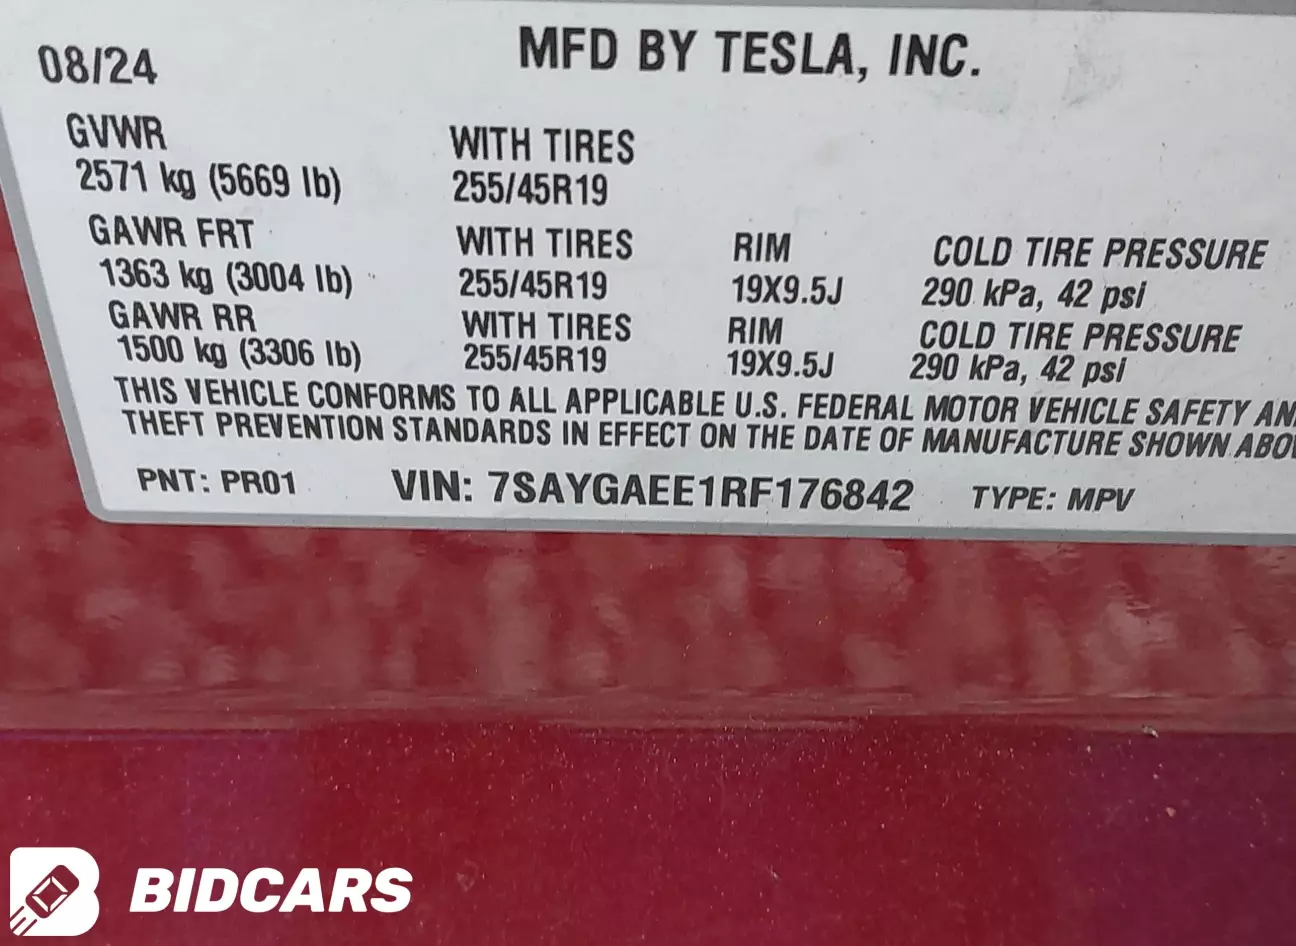 08/24 MFD BY TESLA, INC.
GVWR WITH TIRES
2571 kg (5669 lb) 255/45R19
GAWR FRT WITH TIRES RIM COLD TIRE PRESSURE
1363 kg (3004 lb) 255/45R19 19X9.5J 290 kPa, 42 psi
GAWR RR WITH TIRES RIM COLD TIRE PRESSURE
1500 kg (3306 lb) 255/45R19 19X9.5J 290 kPa, 42 psi
THIS VEHICLE CONFORMS TO ALL APPLICABLE U.S. FEDERAL MOTOR VEHICLE SAFETY
THEFT PREVENTION STANDARDS IN EFFECT ON THE DATE OF MANUFACTURE SHOWN
PNT: PR01 VIN: 7SAYGAEE1RF176842 TYPE: MPV
BIDCARS